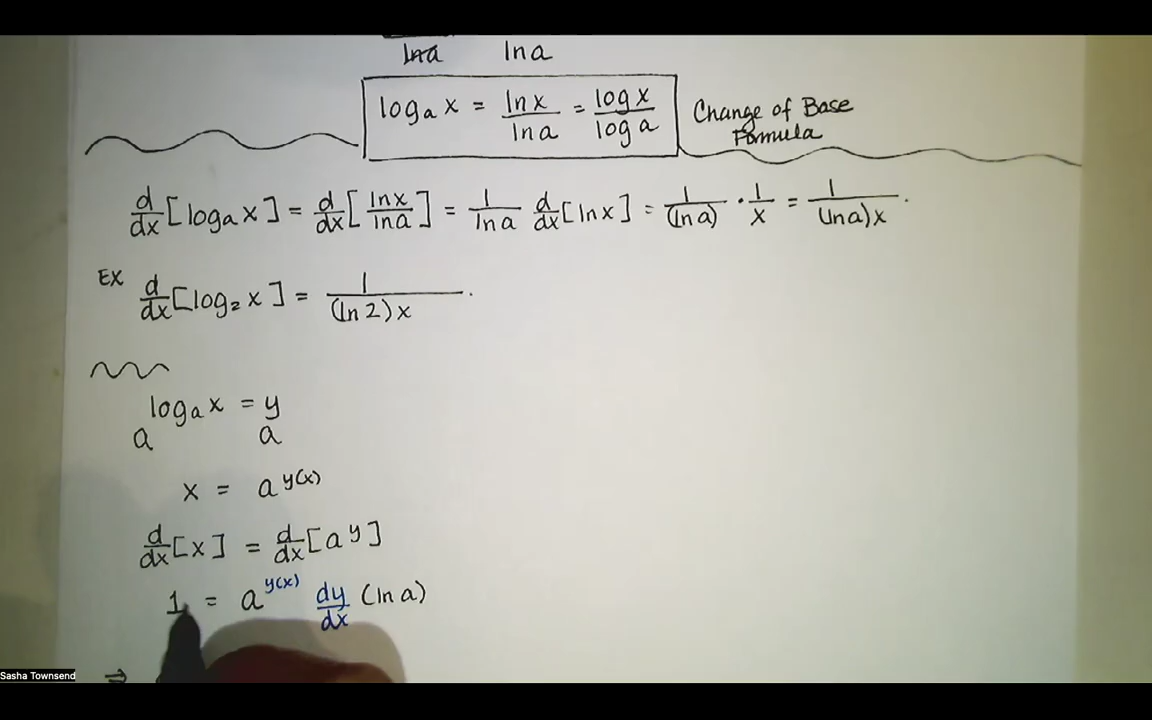 ln a ln a
log_a x = ln x / ln a = log x / log a Change of Base Formula
d/dx [log_a x] = d/dx [ln x / ln a] = 1/ln a d/dx [ln x] = 1/(ln a) · 1/x = 1/(ln a)x .
EX d/dx [log_2 x] = 1/(ln 2)x .
a^(log_a x) = a^y
x = a^y(x)
d/dx [x] = d/dx [a^y]
1 = a^y(x) dy/dx (ln a)
⇒
Sasha Townsend